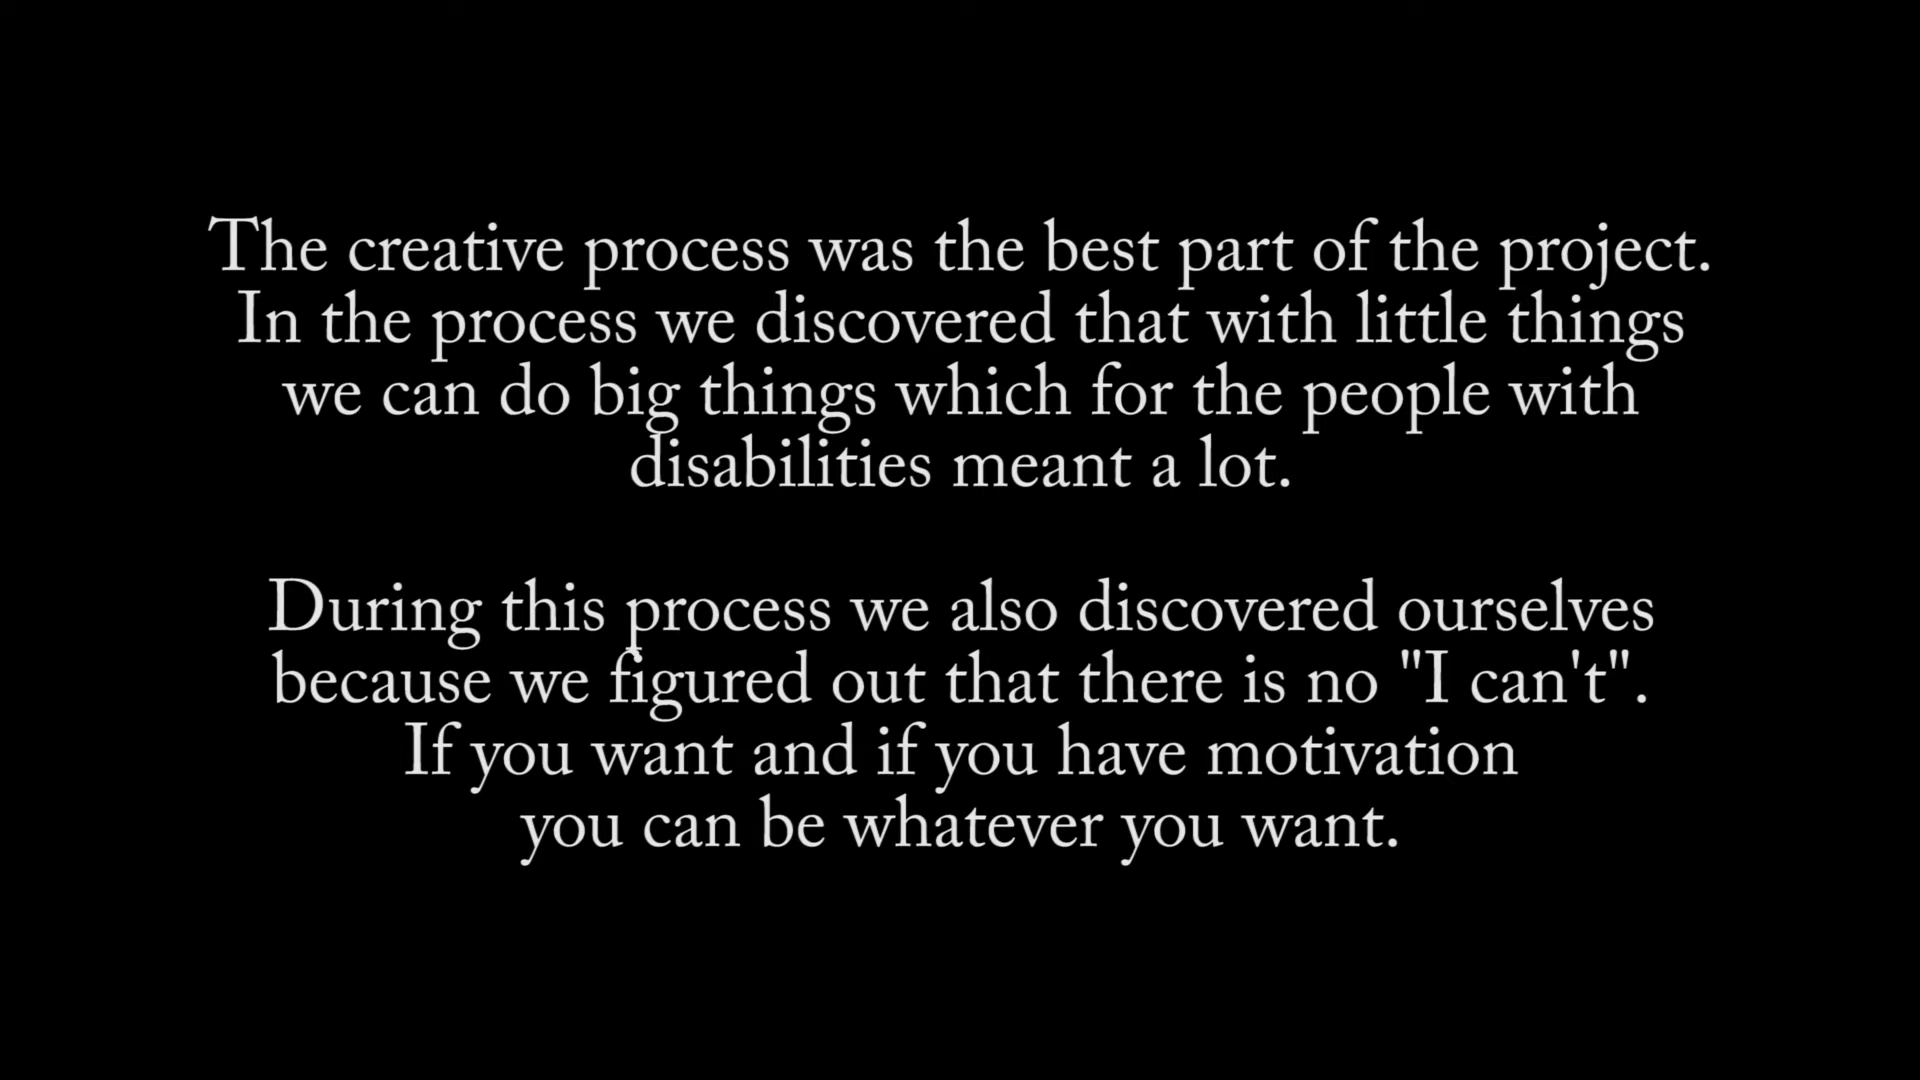 The creative process was the best part of the project.
In the process we discovered that with little things
we can do big things which for the people with
disabilities meant a lot.
During this process we also discovered ourselves
because we figured out that there is no "I can't".
If you want and if you have motivation
you can be whatever you want.